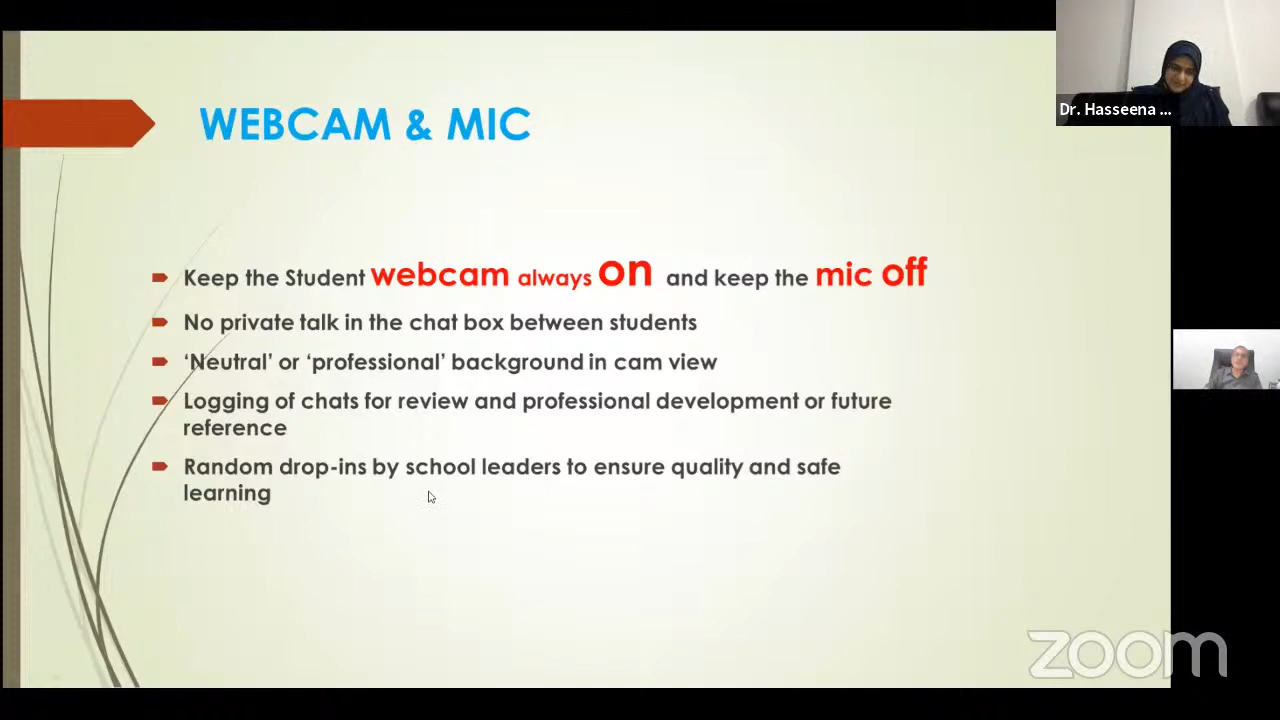 Dr. Hasseena ...
WEBCAM & MIC
Keep the Student webcam always on and keep the mic off
No private talk in the chat box between students
‘Neutral’ or ‘professional’ background in cam view
Logging of chats for review and professional development or future
reference
Random drop-ins by school leaders to ensure quality and safe
learning
zoom